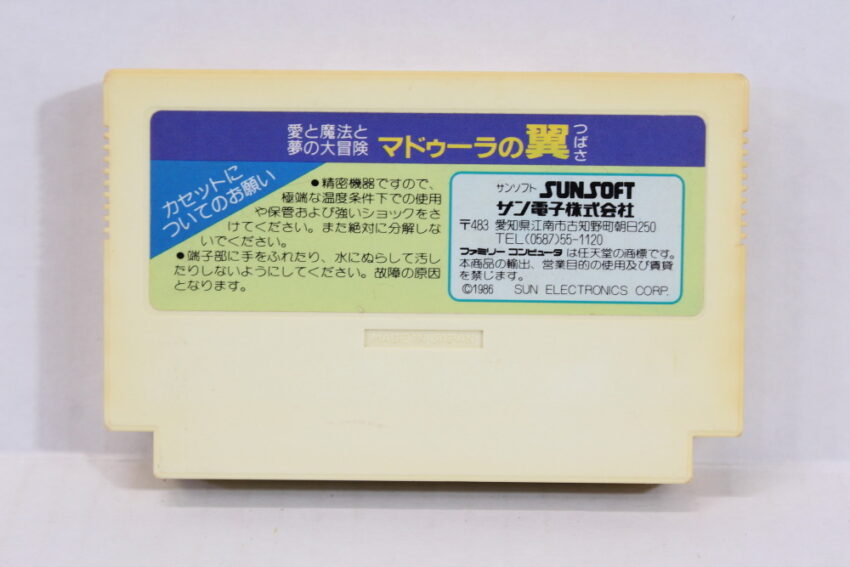 愛と魔法と
夢の大冒険
マドゥーラの翼
つばさ
カセットに
ついてのお願い
●精密機器ですので、
極端な温度条件下での使用
や保管および強いショックをさ
けてください。また絶対に分解しな
いでください。
●端子部に手をふれたり、水にぬらして汚し
たりしないようにしてください。故障の原因
となります。
サンソフト SUNSOFT
サン電子株式会社
〒483 愛知県江南市古知野町朝日250
TEL(0587)55-1120
ファミリー コンピュータ は任天堂の商標です。
本商品の輸出、営業目的の使用及び賃貸
を禁じます。
©1986 SUN ELECTRONICS CORP.
MADE IN JAPAN